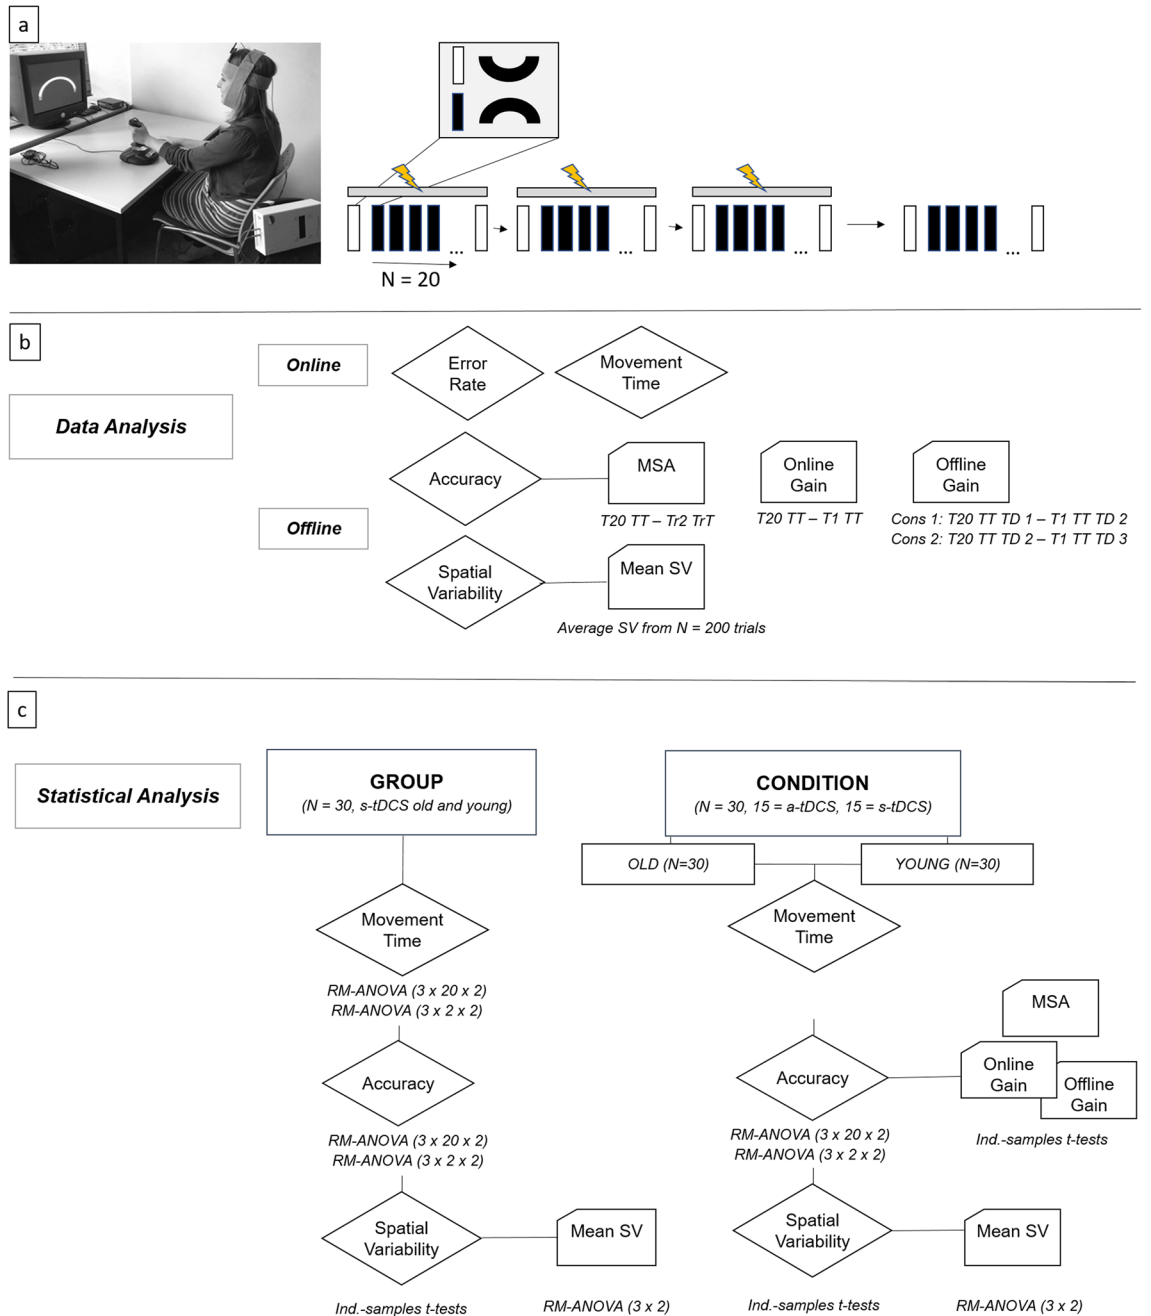 a
...
...
...
...
N = 20
b
Online
Error
Rate
Movement
Time
Data Analysis
Accuracy
MSA
Online
Gain
Offline
Gain
T20 TT – Tr2 TrT
T20 TT – T1 TT
Cons 1: T20 TT TD 1 – T1 TT TD 2
Cons 2: T20 TT TD 2 – T1 TT TD 3
Offline
Spatial
Variability
Mean SV
Average SV from N = 200 trials
c
Statistical Analysis
GROUP
(N = 30, s-tDCS old and young)
CONDITION
(N = 30, 15 = a-tDCS, 15 = s-tDCS)
OLD (N=30)
YOUNG (N=30)
Movement
Time
Movement
Time
RM-ANOVA (3 x 20 x 2)
RM-ANOVA (3 x 2 x 2)
MSA
Accuracy
Accuracy
Online
Gain
Offline
Gain
RM-ANOVA (3 x 20 x 2)
RM-ANOVA (3 x 2 x 2)
RM-ANOVA (3 x 20 x 2)
RM-ANOVA (3 x 2 x 2)
Ind.-samples t-tests
Spatial
Variability
Mean SV
Spatial
Variability
Mean SV
Ind.-samples t-tests
RM-ANOVA (3 x 2)
Ind.-samples t-tests
RM-ANOVA (3 x 2)